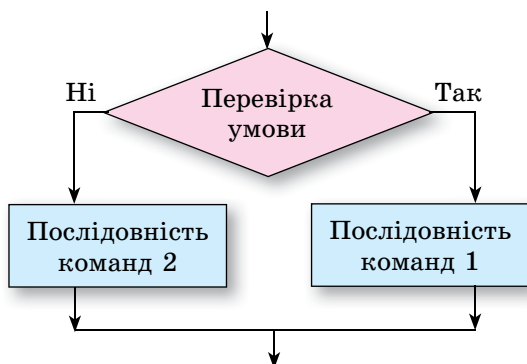 Ні
Перевірка
умови
Так
Послідовність
команд 2
Послідовність
команд 1